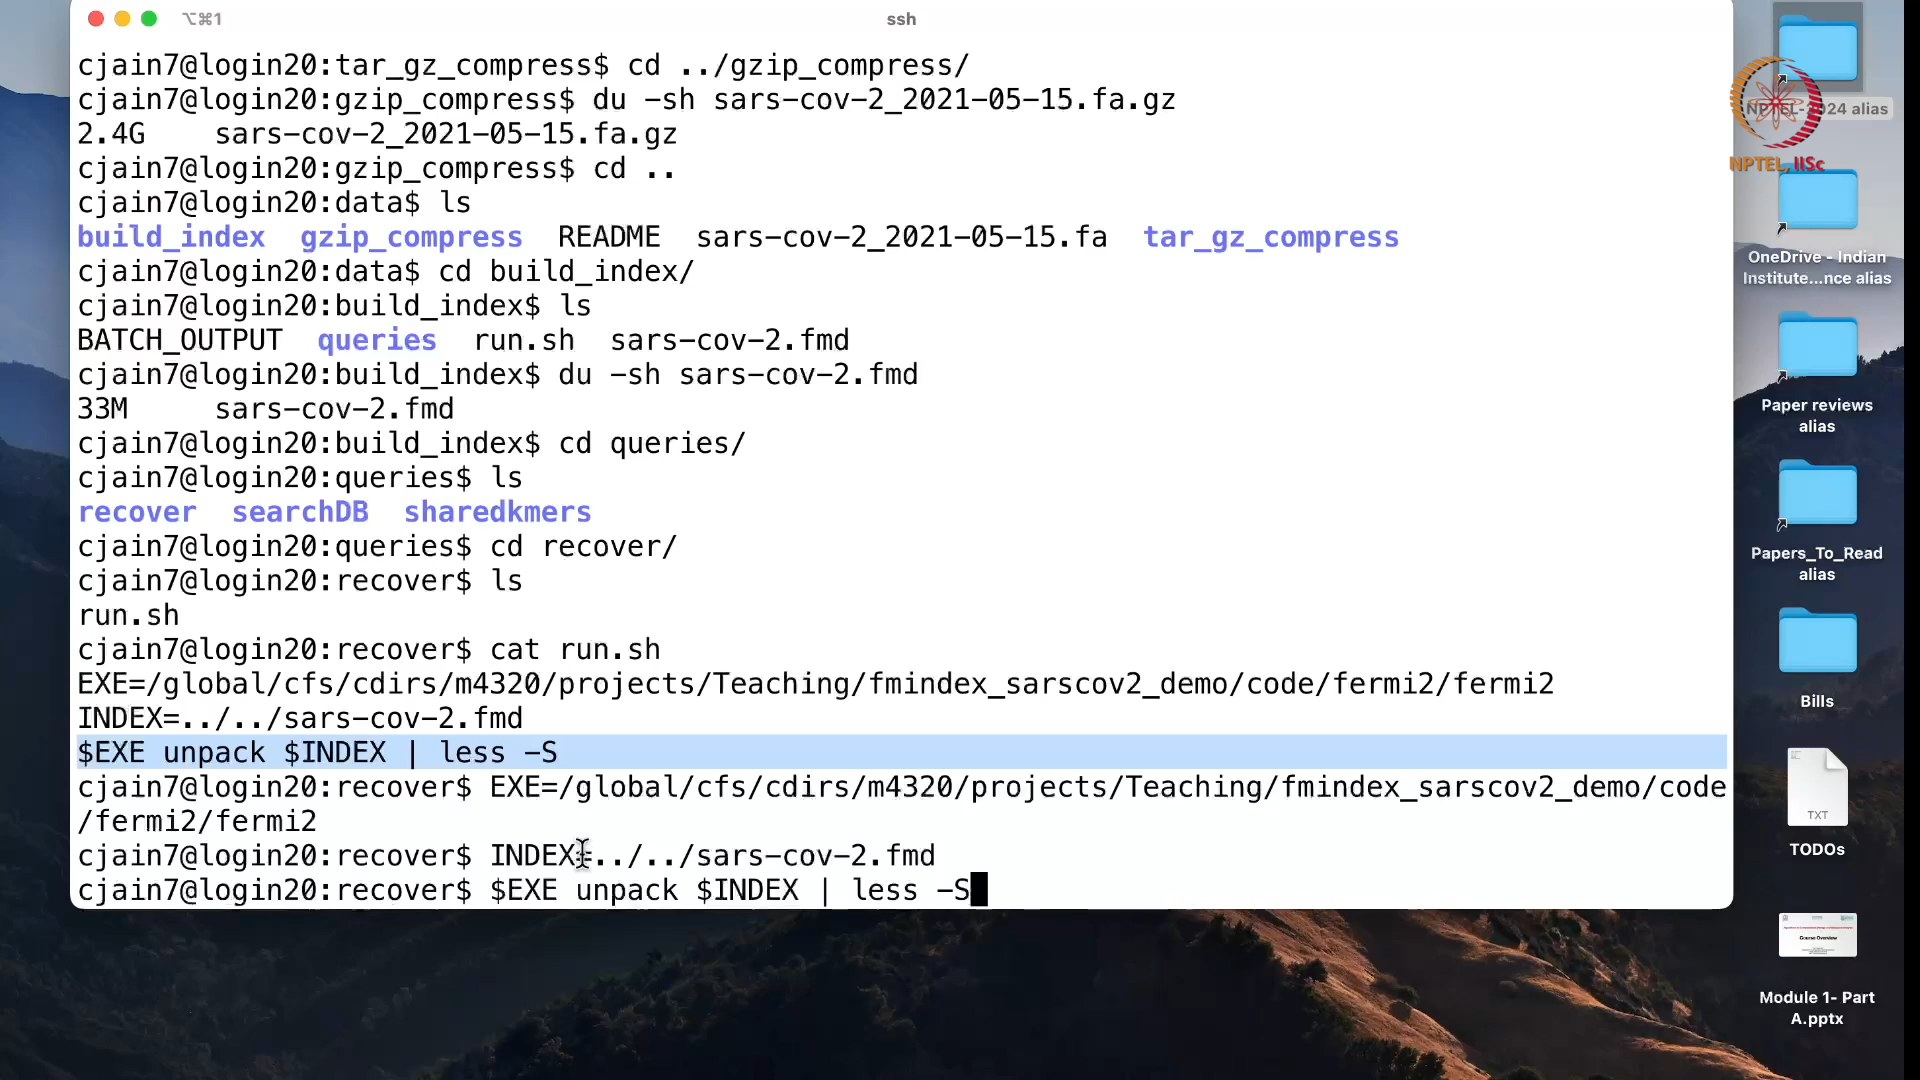 ⌥⌘1
ssh
cjain7@login20:tar_gz_compress$ cd ../gzip_compress/
cjain7@login20:gzip_compress$ du -sh sars-cov-2_2021-05-15.fa.gz
2.4G sars-cov-2_2021-05-15.fa.gz
cjain7@login20:gzip_compress$ cd ..
cjain7@login20:data$ ls
build_index gzip_compress README sars-cov-2_2021-05-15.fa tar_gz_compress
cjain7@login20:data$ cd build_index/
cjain7@login20:build_index$ ls
BATCH_OUTPUT queries run.sh sars-cov-2.fmd
cjain7@login20:build_index$ du -sh sars-cov-2.fmd
33M sars-cov-2.fmd
cjain7@login20:build_index$ cd queries/
cjain7@login20:queries$ ls
recover searchDB sharedkmers
cjain7@login20:queries$ cd recover/
cjain7@login20:recover$ ls
run.sh
cjain7@login20:recover$ cat run.sh
EXE=/global/cfs/cdirs/m4320/projects/Teaching/fmindex_sarscov2_demo/code/fermi2/fermi2
INDEX=../../sars-cov-2.fmd
$EXE unpack $INDEX | less -S
cjain7@login20:recover$ EXE=/global/cfs/cdirs/m4320/projects/Teaching/fmindex_sarscov2_demo/code
/fermi2/fermi2
cjain7@login20:recover$ INDEX=../../sars-cov-2.fmd
cjain7@login20:recover$ $EXE unpack $INDEX | less -S
24 alias
NPTEL, IISc
OneDrive - Indian
Institute...nce alias
Paper reviews
alias
Papers_To_Read
alias
Bills
TXT
TODOs
Course Overview
Module 1- Part
A.pptx